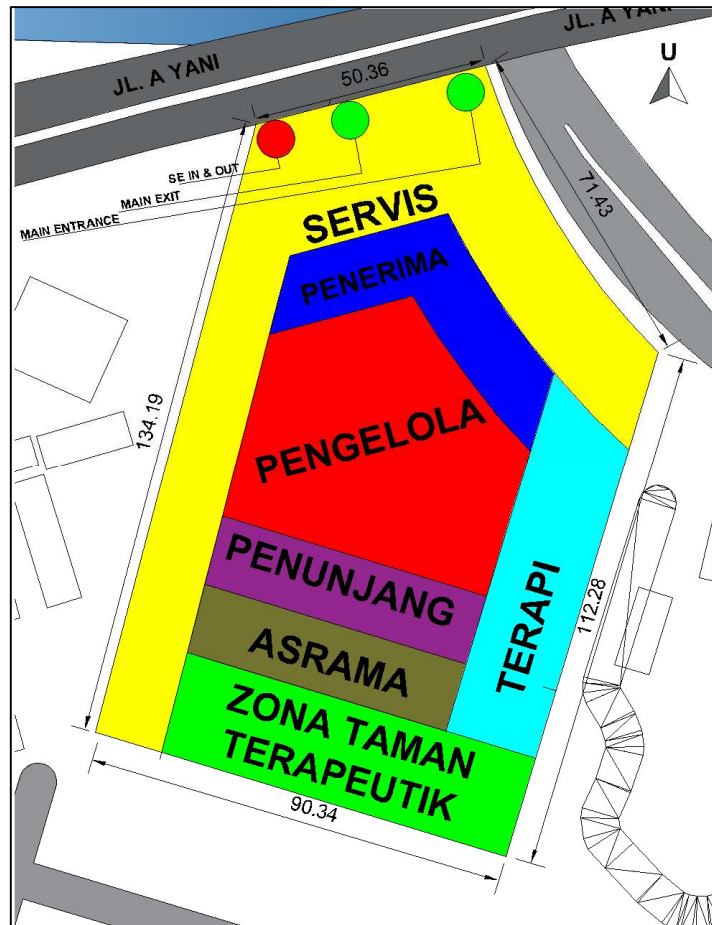 JL. A YANI
JL. A YANI
U
50.36
71.43
SE IN & OUT
MAIN EXIT
MAIN ENTRANCE
SERVIS
PENERIMA
134.19
PENGELOLA
PENUNJANG
TERAPI
112.28
ASRAMA
ZONA TAMAN
TERAPEUTIK
90.34